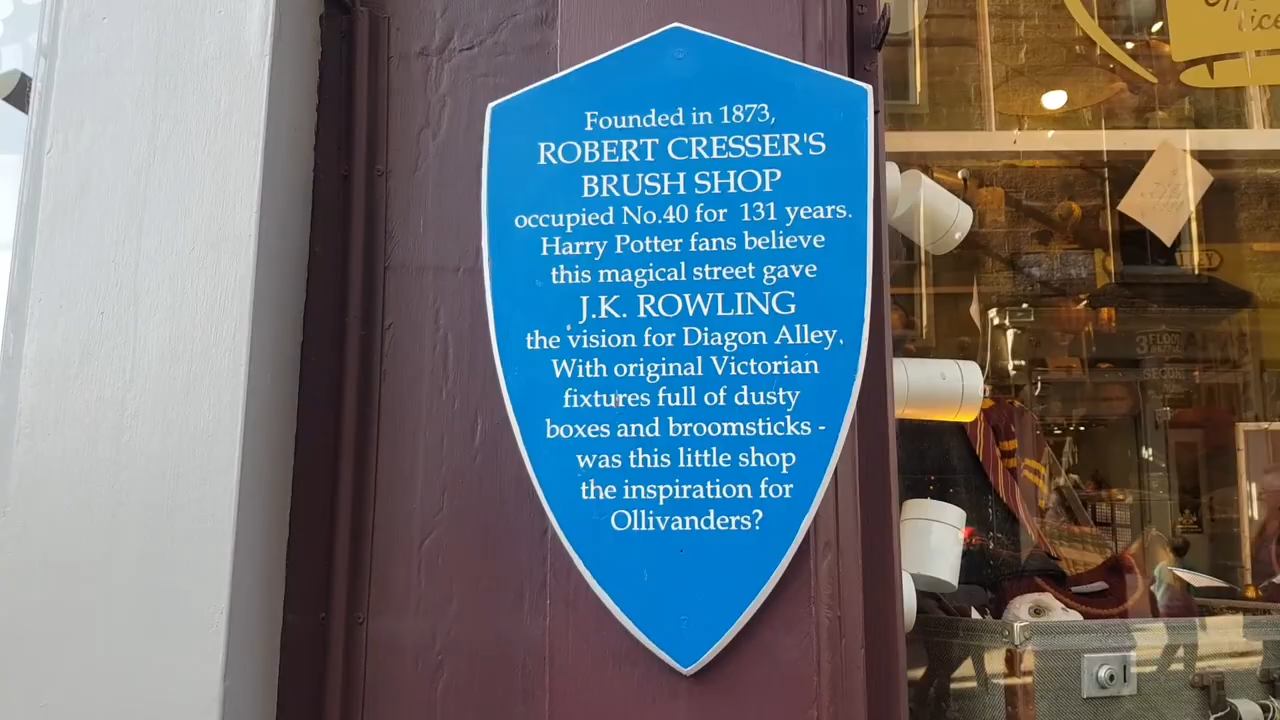 Founded in 1873,
ROBERT CRESSER'S
BRUSH SHOP
occupied No.40 for 131 years.
Harry Potter fans believe
this magical street gave
J.K. ROWLING
the vision for Diagon Alley.
With original Victorian
fixtures full of dusty
boxes and broomsticks -
was this little shop
the inspiration for
Ollivanders?